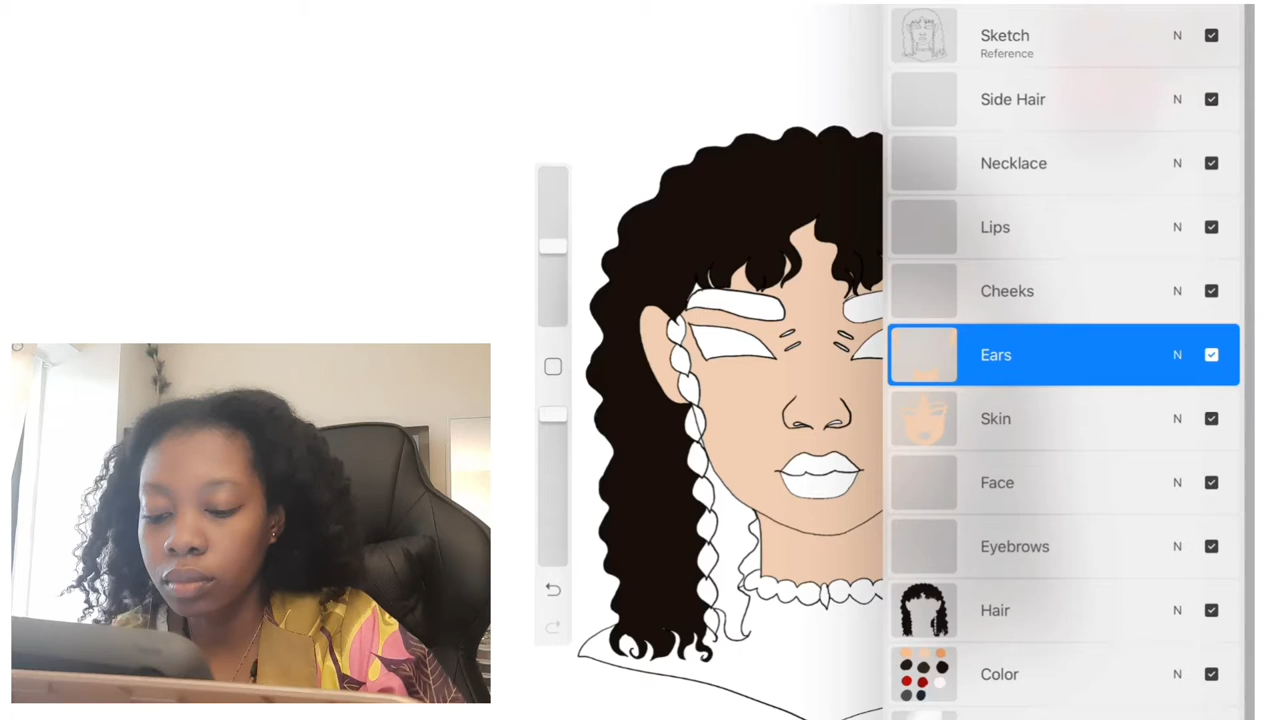 Sketch N
Reference
Side Hair N
Necklace N
Lips N
Cheeks N
Ears N
Skin N
Face N
Eyebrows N
Hair N
Color N